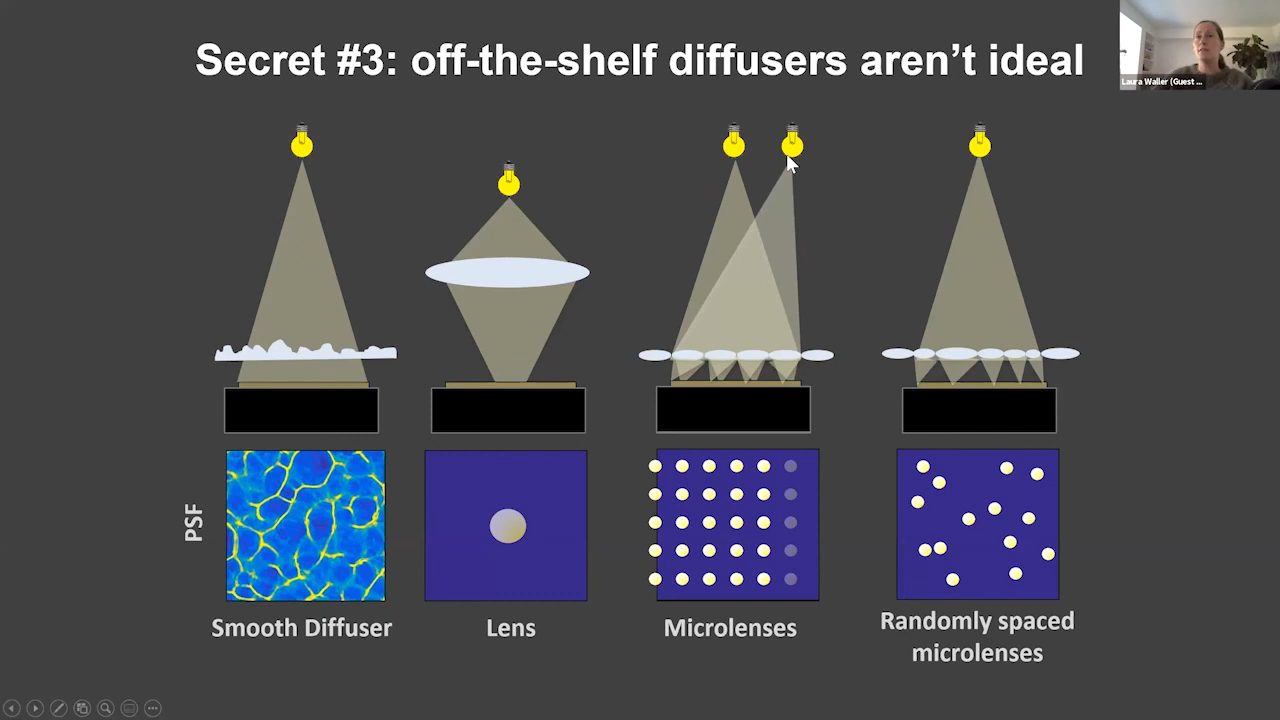 Secret #3: off-the-shelf diffusers aren't ideal
Laura Waller (Guest ...
PSF
Smooth Diffuser
Lens
Microlenses
Randomly spaced
microlenses